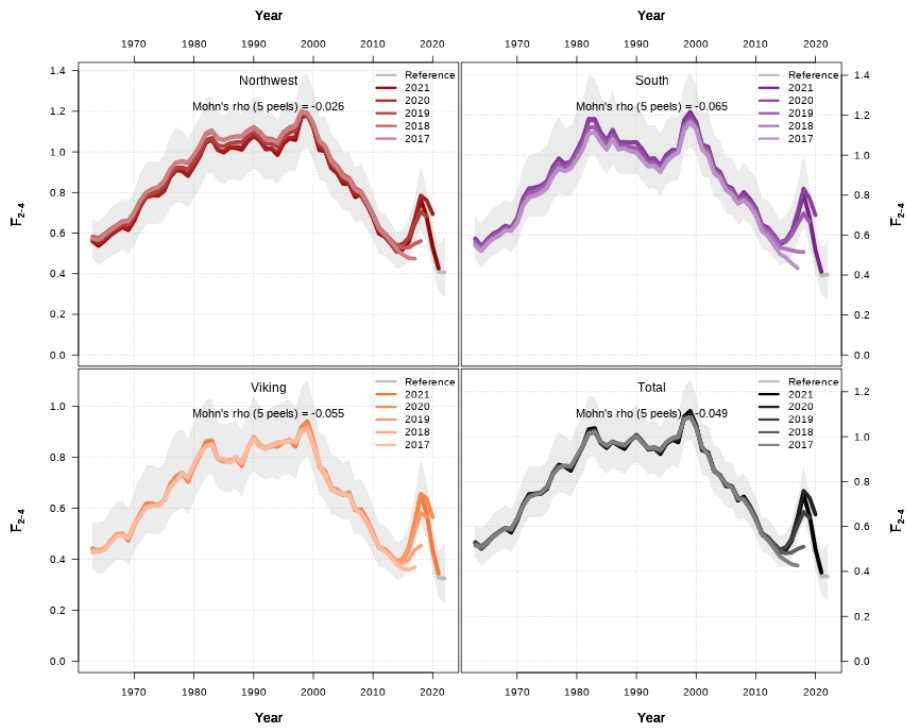 Year
Year
1970 1980 1990 2000 2010 2020
1970 1980 1990 2000 2010 2020
Northwest
Mohn's rho (5 peels) = -0.026
Reference
2021
2020
2019
2018
2017
1.4
1.2
1.0
0.8
0.6
0.4
0.2
0.0
F̅2−4
South
Mohn's rho (5 peels) = -0.065
Reference
2021
2020
2019
2018
2017
1.4
1.2
1.0
0.8
0.6
0.4
0.2
0.0
F̅2−4
Viking
Mohn's rho (5 peels) = -0.055
Reference
2021
2020
2019
2018
2017
1.0
0.8
0.6
0.4
0.2
0.0
F̅2−4
Total
Mohn's rho (5 peels) = -0.049
Reference
2021
2020
2019
2018
2017
1.2
1.0
0.8
0.6
0.4
0.2
0.0
F̅2−4
1970 1980 1990 2000 2010 2020
1970 1980 1990 2000 2010 2020
Year
Year